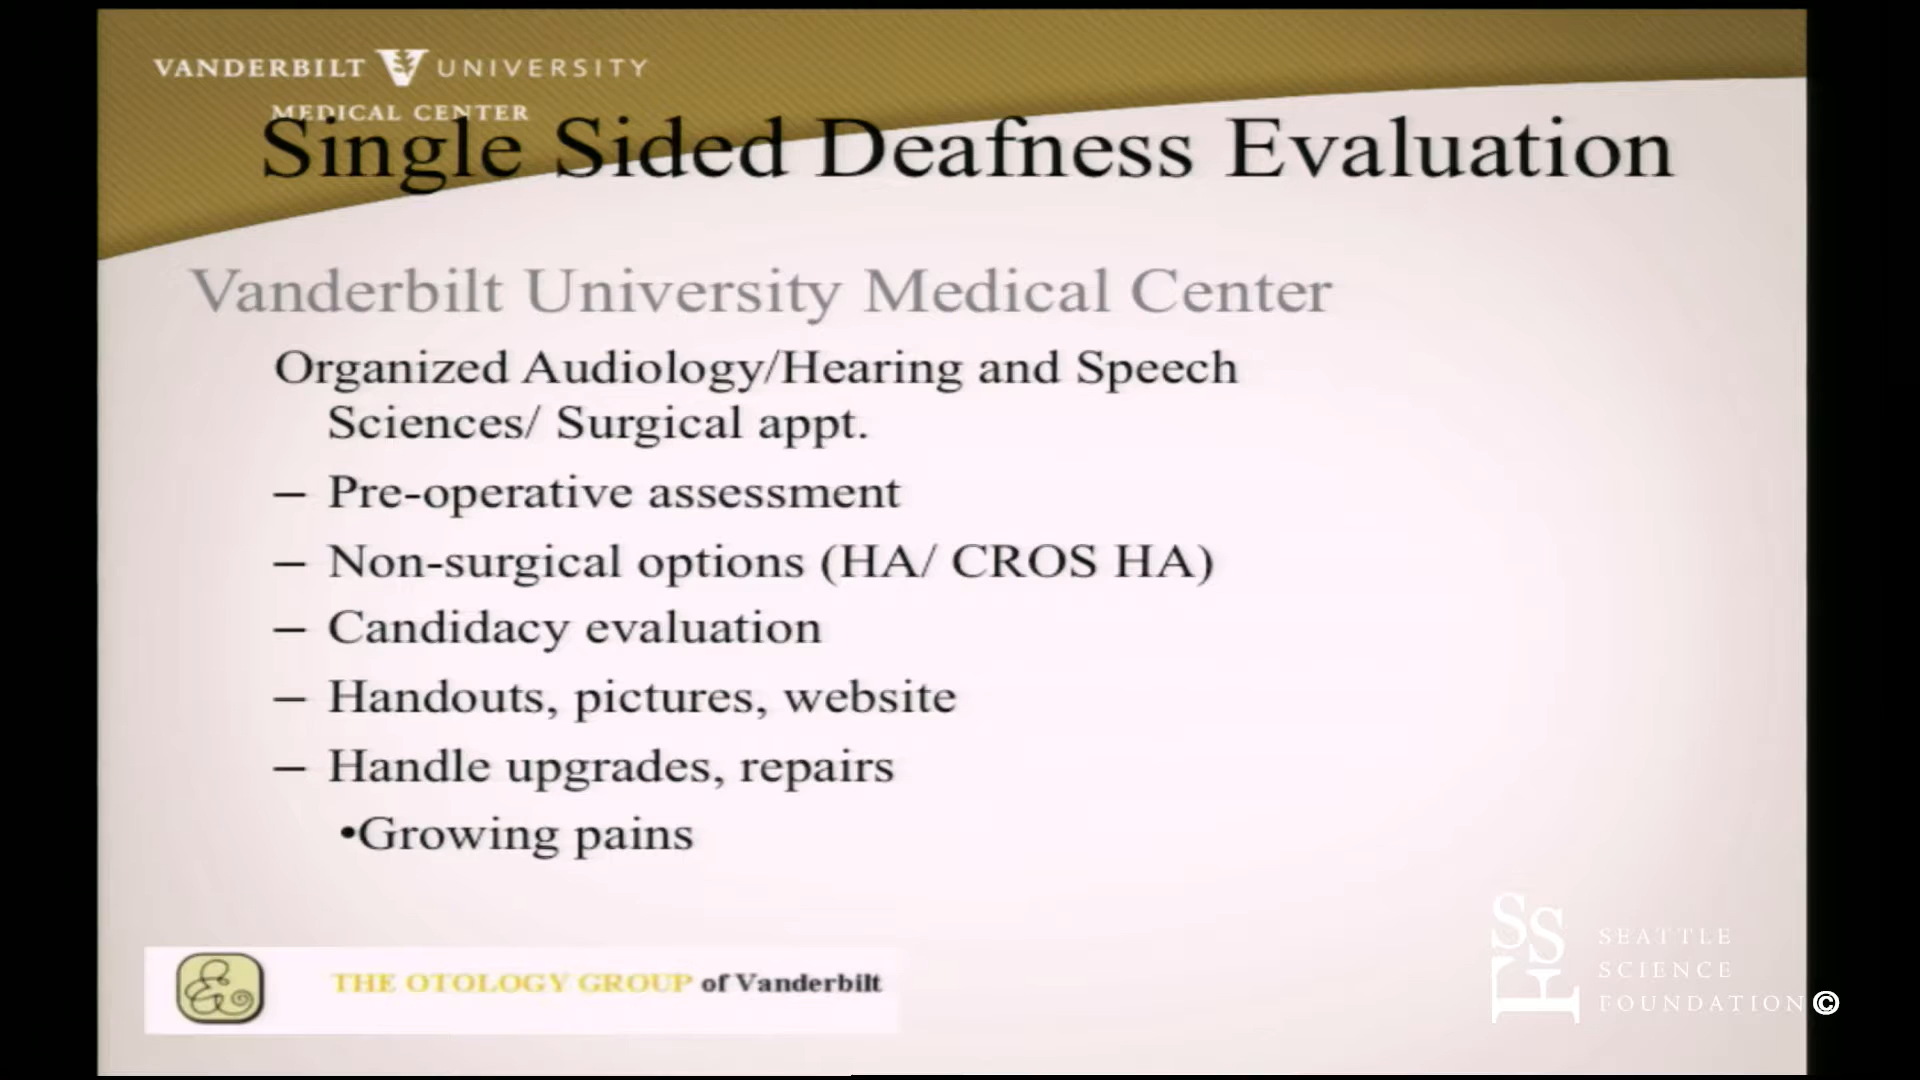 VANDERBILT UNIVERSITY
MEDICAL CENTER
Single Sided Deafness Evaluation
Vanderbilt University Medical Center
Organized Audiology/Hearing and Speech
Sciences/ Surgical appt.
– Pre-operative assessment
– Non-surgical options (HA/ CROS HA)
– Candidacy evaluation
– Handouts, pictures, website
– Handle upgrades, repairs
•Growing pains
THE OTOLOGY GROUP of Vanderbilt
SSF
SEATTLE
SCIENCE
FOUNDATION©